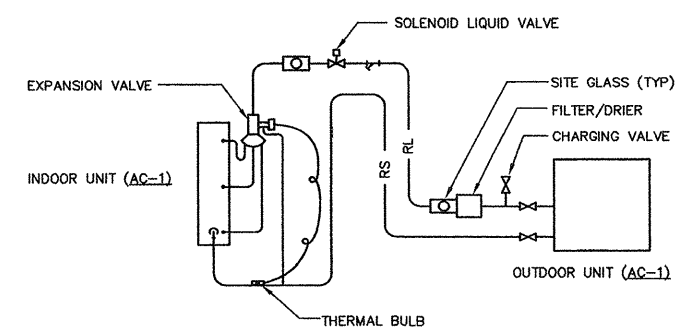 SOLENOID LIQUID VALVE
EXPANSION VALVE
SITE GLASS (TYP)
FILTER/DRIER
CHARGING VALVE
RS
RL
INDOOR UNIT (AC-1)
OUTDOOR UNIT (AC-1)
THERMAL BULB